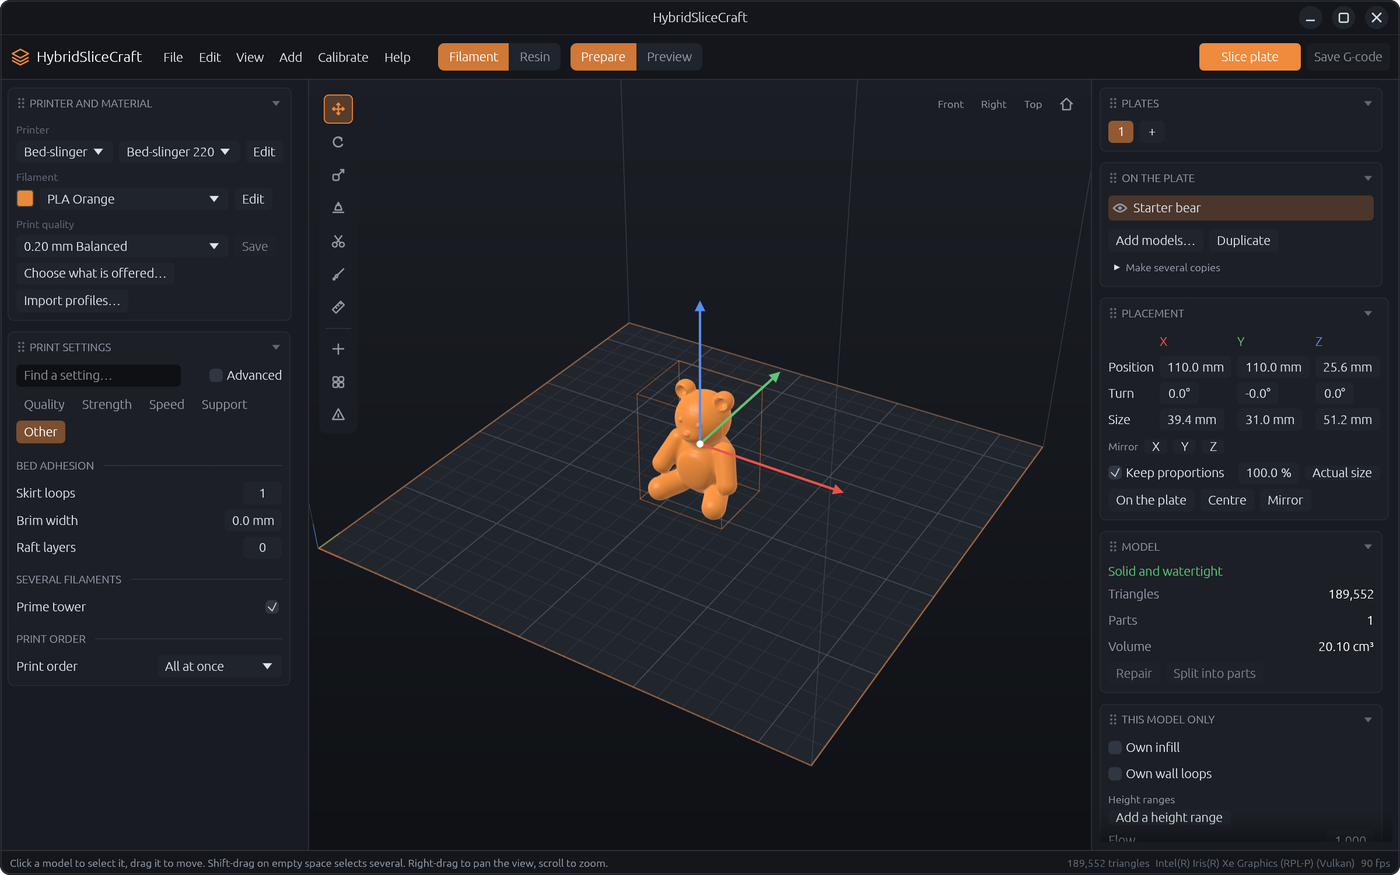 HybridSliceCraft
HybridSliceCraft File Edit View Add Calibrate Help Filament Resin Prepare Preview Slice plate Save G-code
PRINTER AND MATERIAL
Printer
Bed-slinger Bed-slinger 220 Edit
Filament
PLA Orange Edit
Print quality
0.20 mm Balanced Save
Choose what is offered...
Import profiles...
PRINT SETTINGS
Find a setting... Advanced
Quality Strength Speed Support
Other
BED ADHESION
Skirt loops 1
Brim width 0.0 mm
Raft layers 0
SEVERAL FILAMENTS
Prime tower
PRINT ORDER
Print order All at once
Front Right Top
PLATES
1 +
ON THE PLATE
Starter bear
Add models... Duplicate
Make several copies
PLACEMENT
X Y Z
Position 110.0 mm 110.0 mm 25.6 mm
Turn 0.0° -0.0° 0.0°
Size 39.4 mm 31.0 mm 51.2 mm
Mirror X Y Z
Keep proportions 100.0 % Actual size
On the plate Centre Mirror
MODEL
Solid and watertight
Triangles 189,552
Parts 1
Volume 20.10 cm³
Repair Split into parts
THIS MODEL ONLY
Own infill
Own wall loops
Height ranges
Add a height range
Flow 1.000
Click a model to select it, drag it to move. Shift-drag on empty space selects several. Right-drag to pan the view, scroll to zoom.
189,552 triangles Intel(R) Iris(R) Xe Graphics (RPL-P) (Vulkan) 90 fps